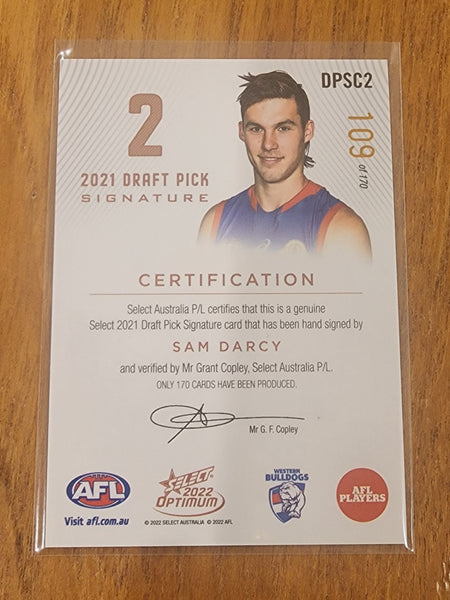 DPSC2
2
109 of 170
2021 DRAFT PICK
SIGNATURE
CERTIFICATION
Select Australia P/L certifies that this is a genuine
Select 2021 Draft Pick Signature card that has been hand signed by
SAM DARCY
and verified by Mr Grant Copley, Select Australia P/L.
ONLY 170 CARDS HAVE BEEN PRODUCED.
Mr G. F. Copley
AFL
Visit afl.com.au
SELECT
2022
OPTIMUM
© 2022 SELECT AUSTRALIA © 2022 AFL
WESTERN
BULLDOGS
AFL
PLAYERS